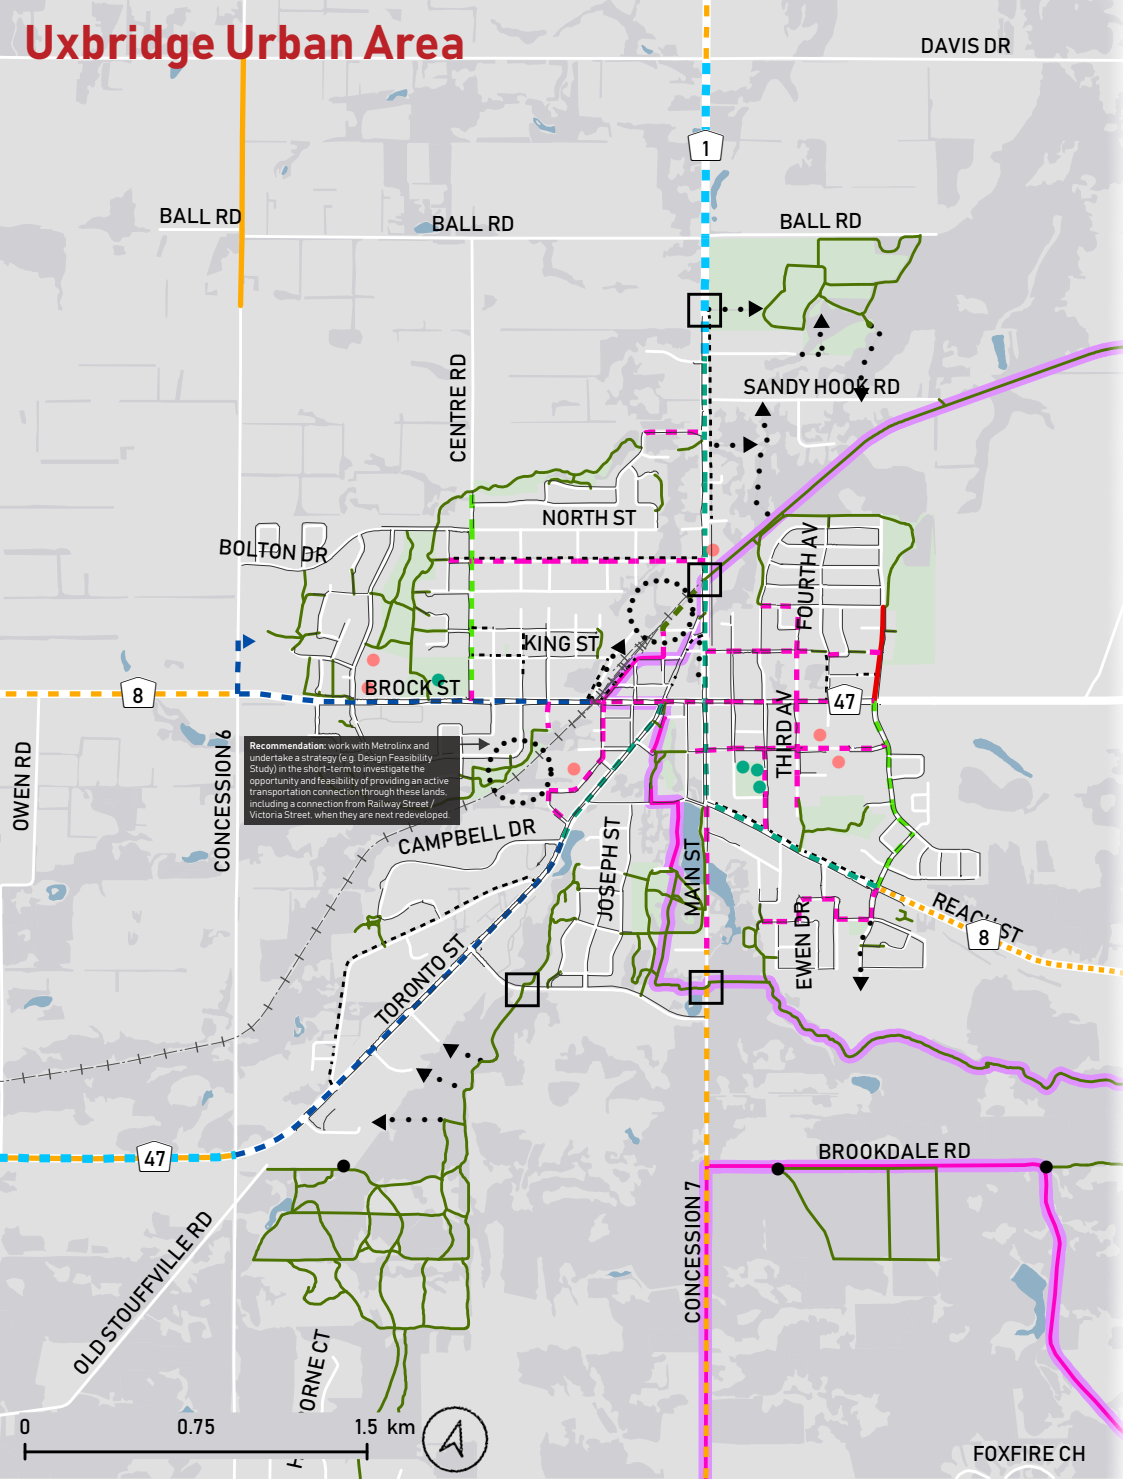 Uxbridge Urban Area
DAVIS DR
1
BALL RD
BALL RD
BALL RD
CENTRE RD
SANDY HOOK RD
NORTH ST
BOLTON DR
FOURTH AV
KING ST
BROCK ST
8
47
THIRD AV
OWEN RD
CONCESSION 6
Recommendation: work with Metrolinx and
undertake a strategy (e.g. Design Feasibility
Study) in the short-term to investigate the
opportunity and feasibility of providing an active
transportation connection through these lands,
including a connection from Railway Street /
Victoria Street, when they are next redeveloped.
CAMPBELL DR
JOSEPH ST
MAIN ST
REACH ST
8
EWEN DR
TORONTO ST
47
BROOKDALE RD
CONCESSION 7
OLD STOUFFVILLE RD
ORNE CT
H
0 0.75 1.5 km
FOXFIRE CH